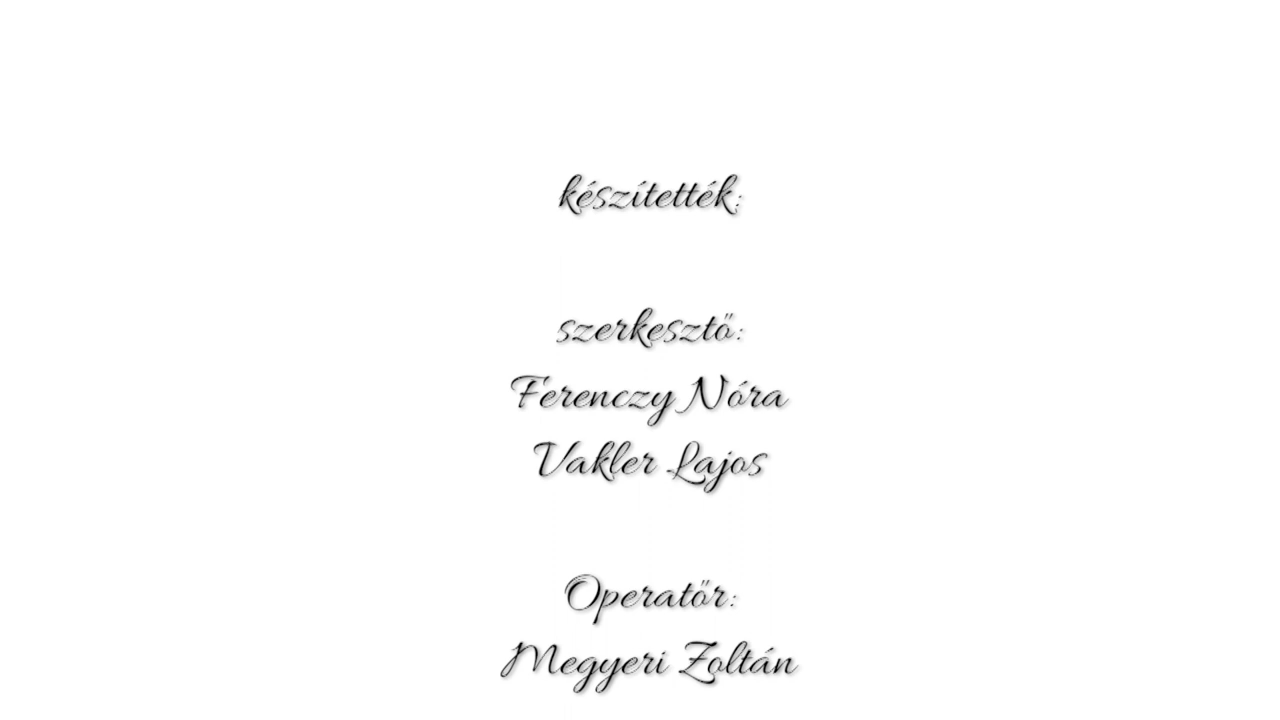 készítették:
szerkesztő:
Ferenczy Nóra
Vakler Lajos
Operatőr:
Megyeri Zoltán